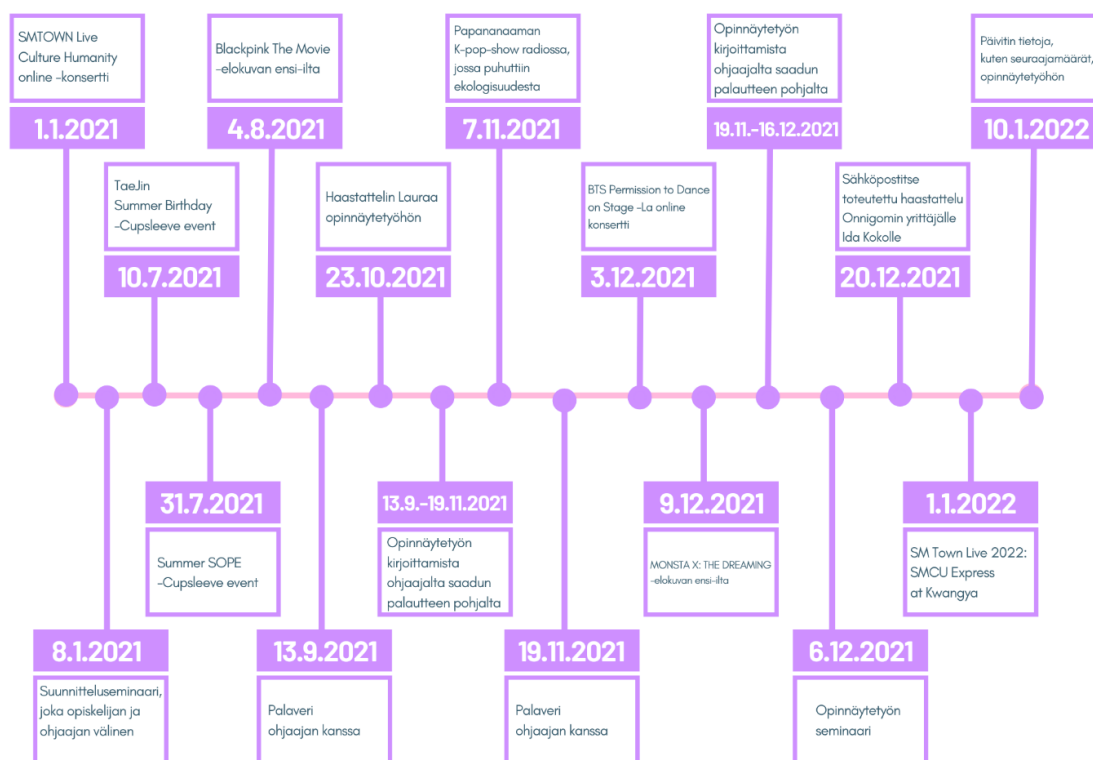 SMTOWN Live
Culture Humanity
online -konsertti
1.1.2021
8.1.2021
Suunnitteluseminaari,
joka opiskelijan ja
ohjaajan välinen
TaeJin
Summer Birthday
-Cupsleeve event
10.7.2021
31.7.2021
Summer SOPE
-Cupsleeve event
Blackpink The Movie
-elokuvan ensi-ilta
4.8.2021
13.9.2021
Palaveri
ohjaajan kanssa
Haastattelin Lauraa
opinnäytetyöhön
23.10.2021
13.9.-19.11.2021
Opinnäytetyön
kirjoittamista
ohjaajalta saadun
palautteen pohjalta
Papananaaman
K-pop-show radiossa,
jossa puhuttiin
ekologisuudesta
7.11.2021
19.11.2021
Palaveri
ohjaajan kanssa
BTS Permission to Dance
on Stage -La online
konsertti
3.12.2021
9.12.2021
MONSTA X: THE DREAMING
-elokuvan ensi-ilta
Opinnäytetyön
kirjoittamista
ohjaajalta saadun
palautteen pohjalta
19.11.-16.12.2021
6.12.2021
Opinnäytetyön
seminaari
Sähköpostitse
toteutettu haastattelu
Onnigomin yrittäjälle
Ida Kokolle
20.12.2021
1.1.2022
SM Town Live 2022:
SMCU Express
at Kwangya
Päivitin tietoja,
kuten seuraajamäärät,
opinnäytetyöhön
10.1.2022